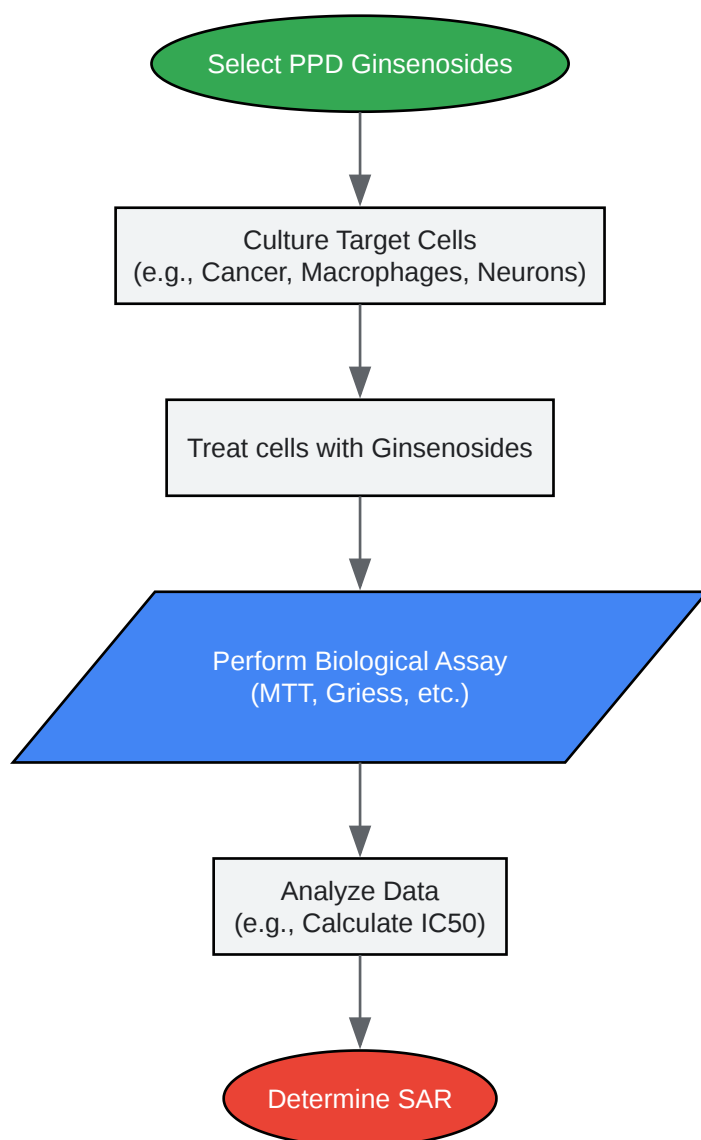 Select PPD Ginsenosides
Culture Target Cells
(e.g., Cancer, Macrophages, Neurons)
Treat cells with Ginsenosides
Perform Biological Assay
(MTT, Griess, etc.)
Analyze Data
(e.g., Calculate IC50)
Determine SAR